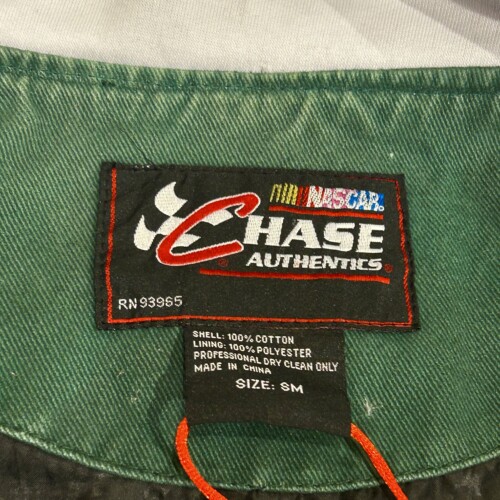 NASCAR®
CHASE
AUTHENTICS®
RN 93965
SHELL: 100% COTTON
LINING: 100% POLYESTER
PROFESSIONAL DRY CLEAN ONLY
MADE IN CHINA
SIZE: SM